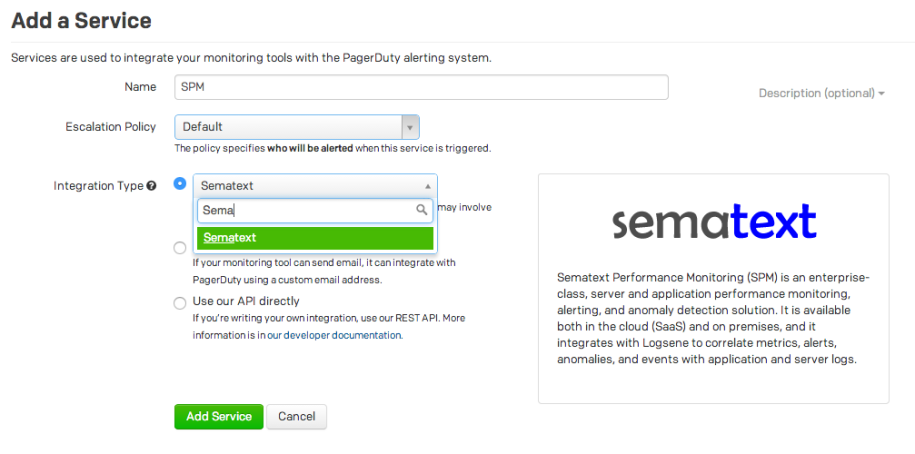 Add a Service
Services are used to integrate your monitoring tools with the PagerDuty alerting system.
Name
SPM
Description (optional)
Escalation Policy
Default
The policy specifies who will be alerted when this service is triggered.
Integration Type
Sematext
Sema
may involve
Sematext
If your monitoring tool can send email, it can integrate with
PagerDuty using a custom email address.
Use our API directly
If you're writing your own integration, use our REST API. More
information is in our developer documentation.
sematext
Sematext Performance Monitoring (SPM) is an enterprise-
class, server and application performance monitoring,
alerting, and anomaly detection solution. It is available
both in the cloud (SaaS) and on premises, and it
integrates with Logsene to correlate metrics, alerts,
anomalies, and events with application and server logs.
Add Service
Cancel